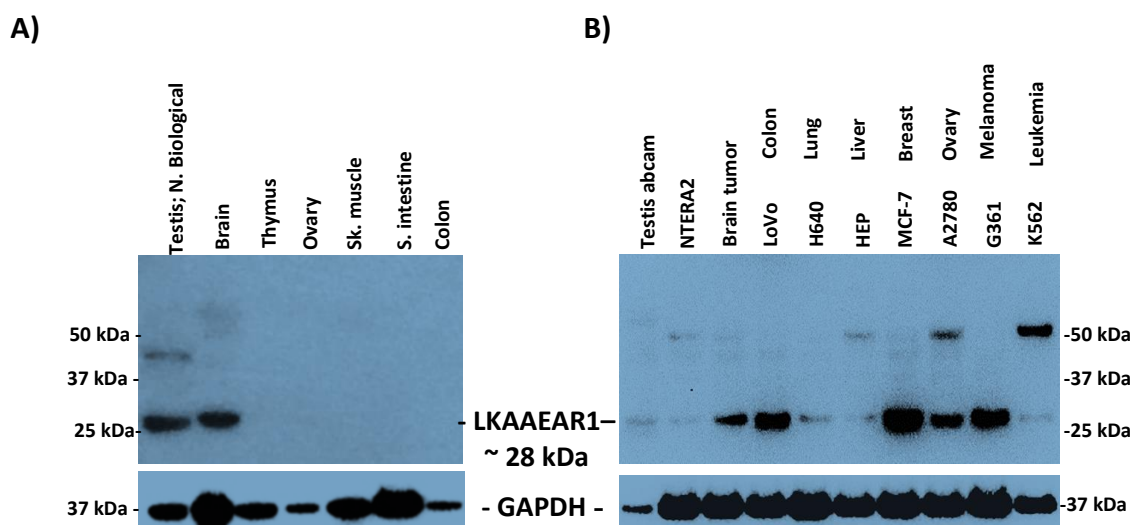 A)
B)
Testis; N. Biological
Brain
Thymus
Ovary
Sk. muscle
S. intestine
Colon
Testis abcam
NTERA2
Brain tumor
LoVo Colon
H640 Lung
HEP Liver
MCF-7 Breast
A2780 Ovary
G361 Melanoma
K562 Leukemia
50 kDa -
37 kDa -
25 kDa -
- LKAAEAR1–
~ 28 kDa
-50 kDa
-37 kDa
-25 kDa
37 kDa -
- GAPDH -
-37 kDa